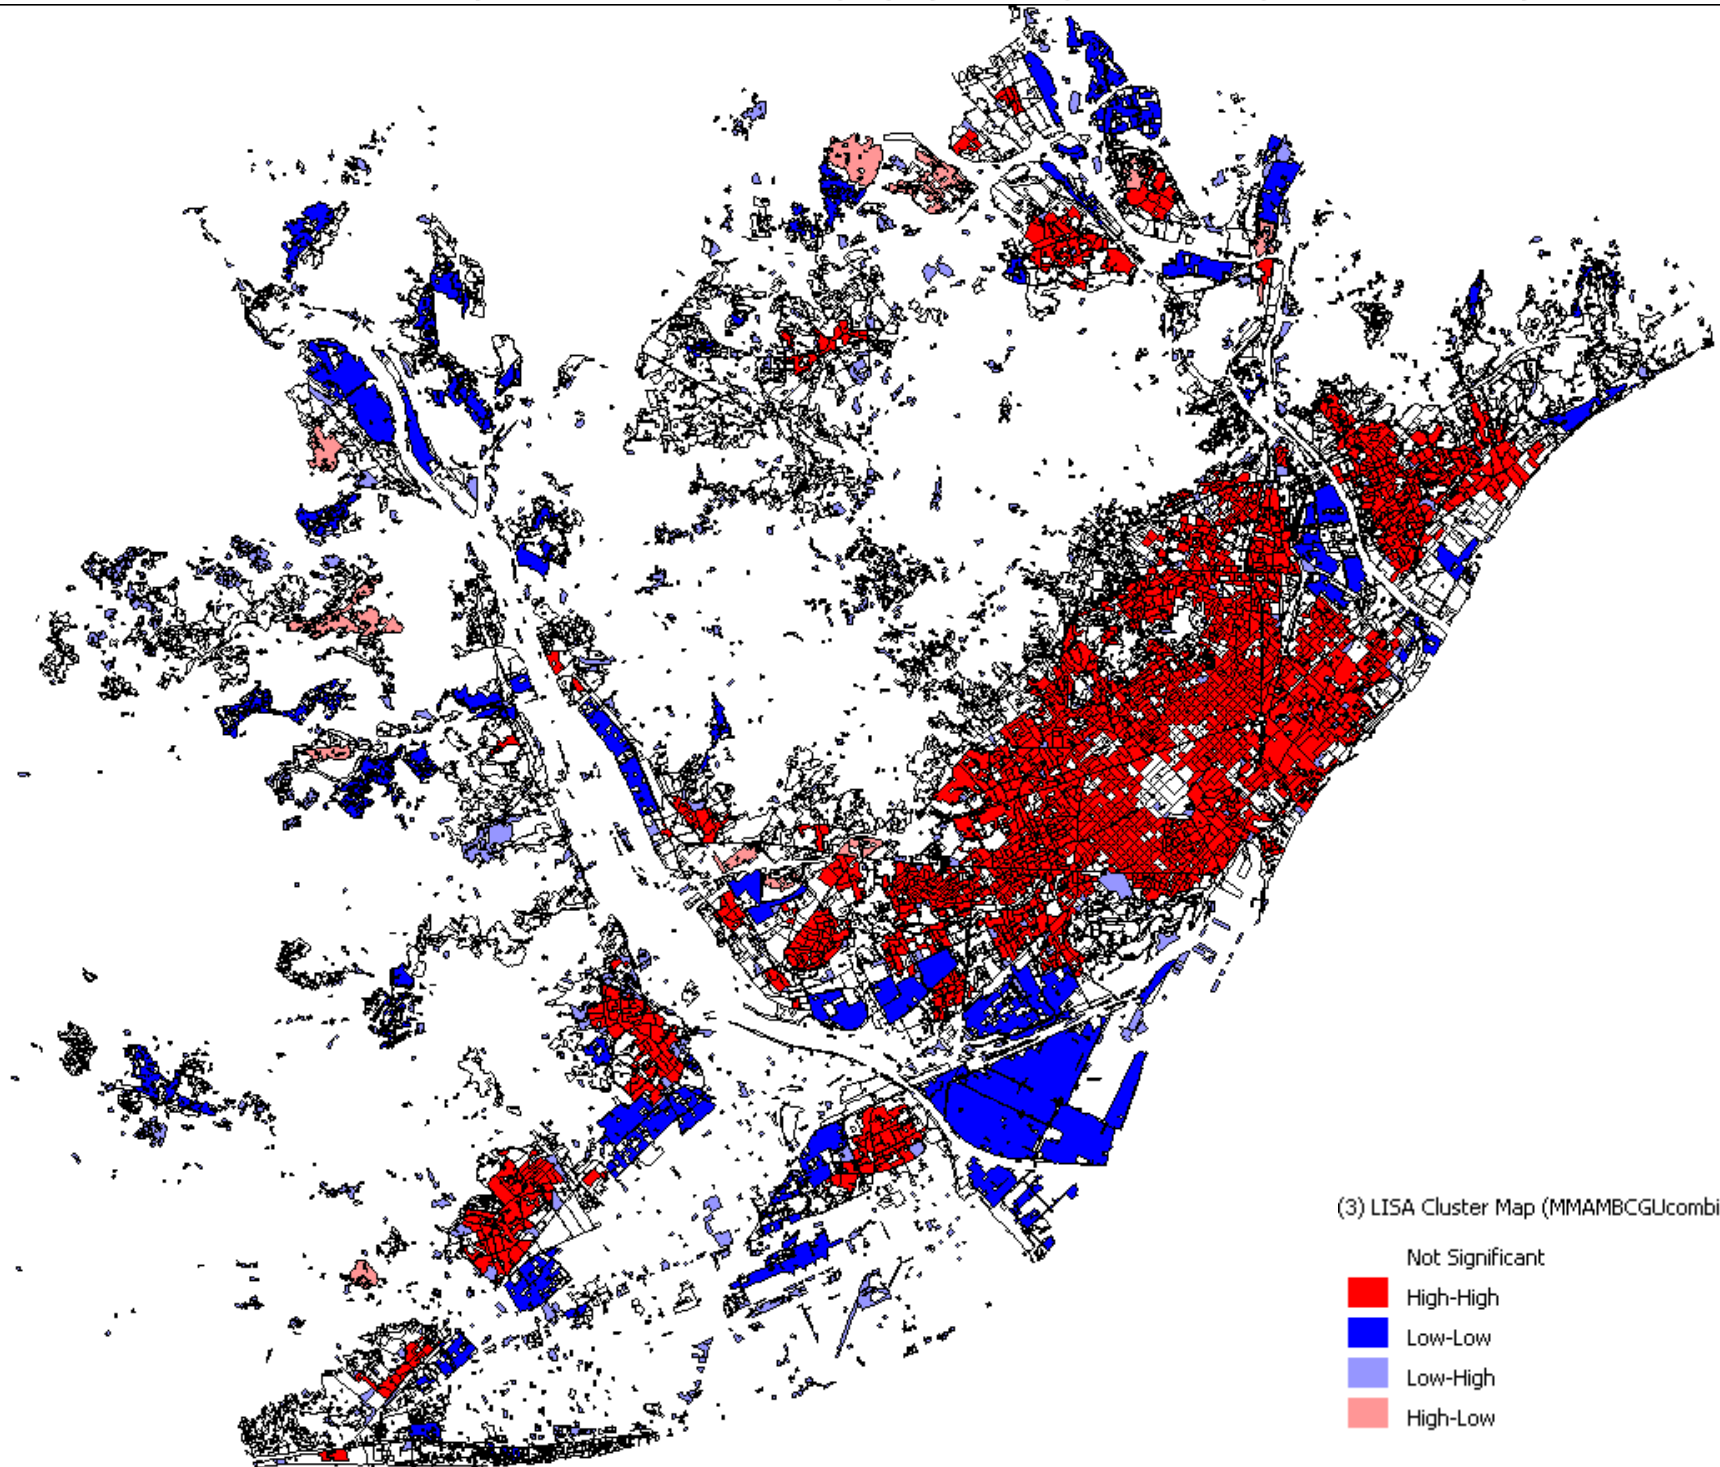 (3) LISA Cluster Map (MMAMBCGUcombi
Not Significant
High-High
Low-Low
Low-High
High-Low